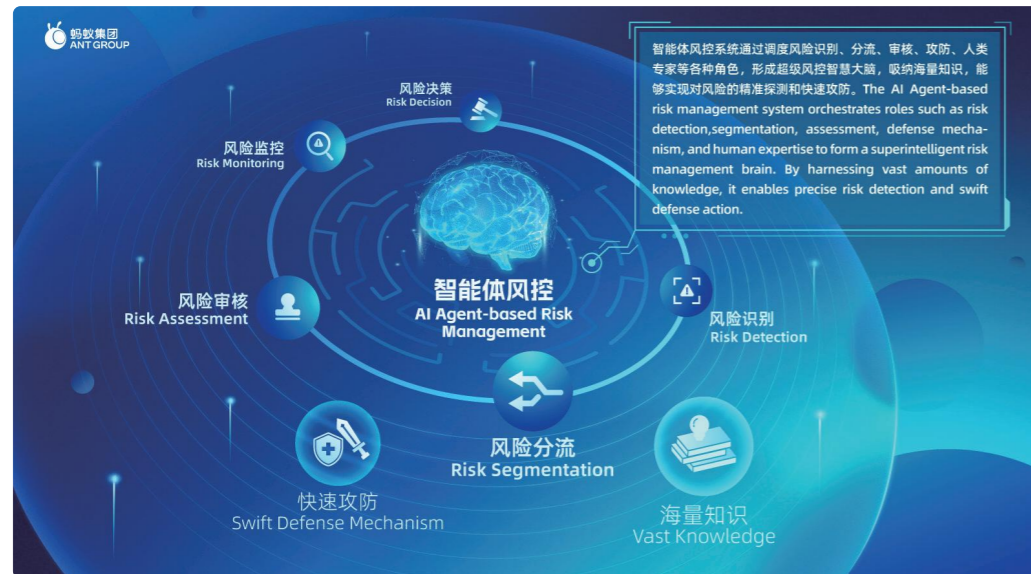 蚂蚁集团
ANT GROUP
智能体风控系统通过调度风险识别、分流、审核、攻防、人类
专家等各种角色，形成超级风控智慧大脑，吸纳海量知识，能
够实现对风险的精准探测和快速攻防。The AI Agent-based
risk management system orchestrates roles such as risk
detection,segmentation, assessment, defense mecha-
nism, and human expertise to form a superintelligent risk
management brain. By harnessing vast amounts of
knowledge, it enables precise risk detection and swift
defense action.
风险决策
Risk Decision
风险监控
Risk Monitoring
智能体风控
AI Agent-based Risk
Management
风险审核
Risk Assessment
风险识别
Risk Detection
风险分流
Risk Segmentation
快速攻防
Swift Defense Mechanism
海量知识
Vast Knowledge